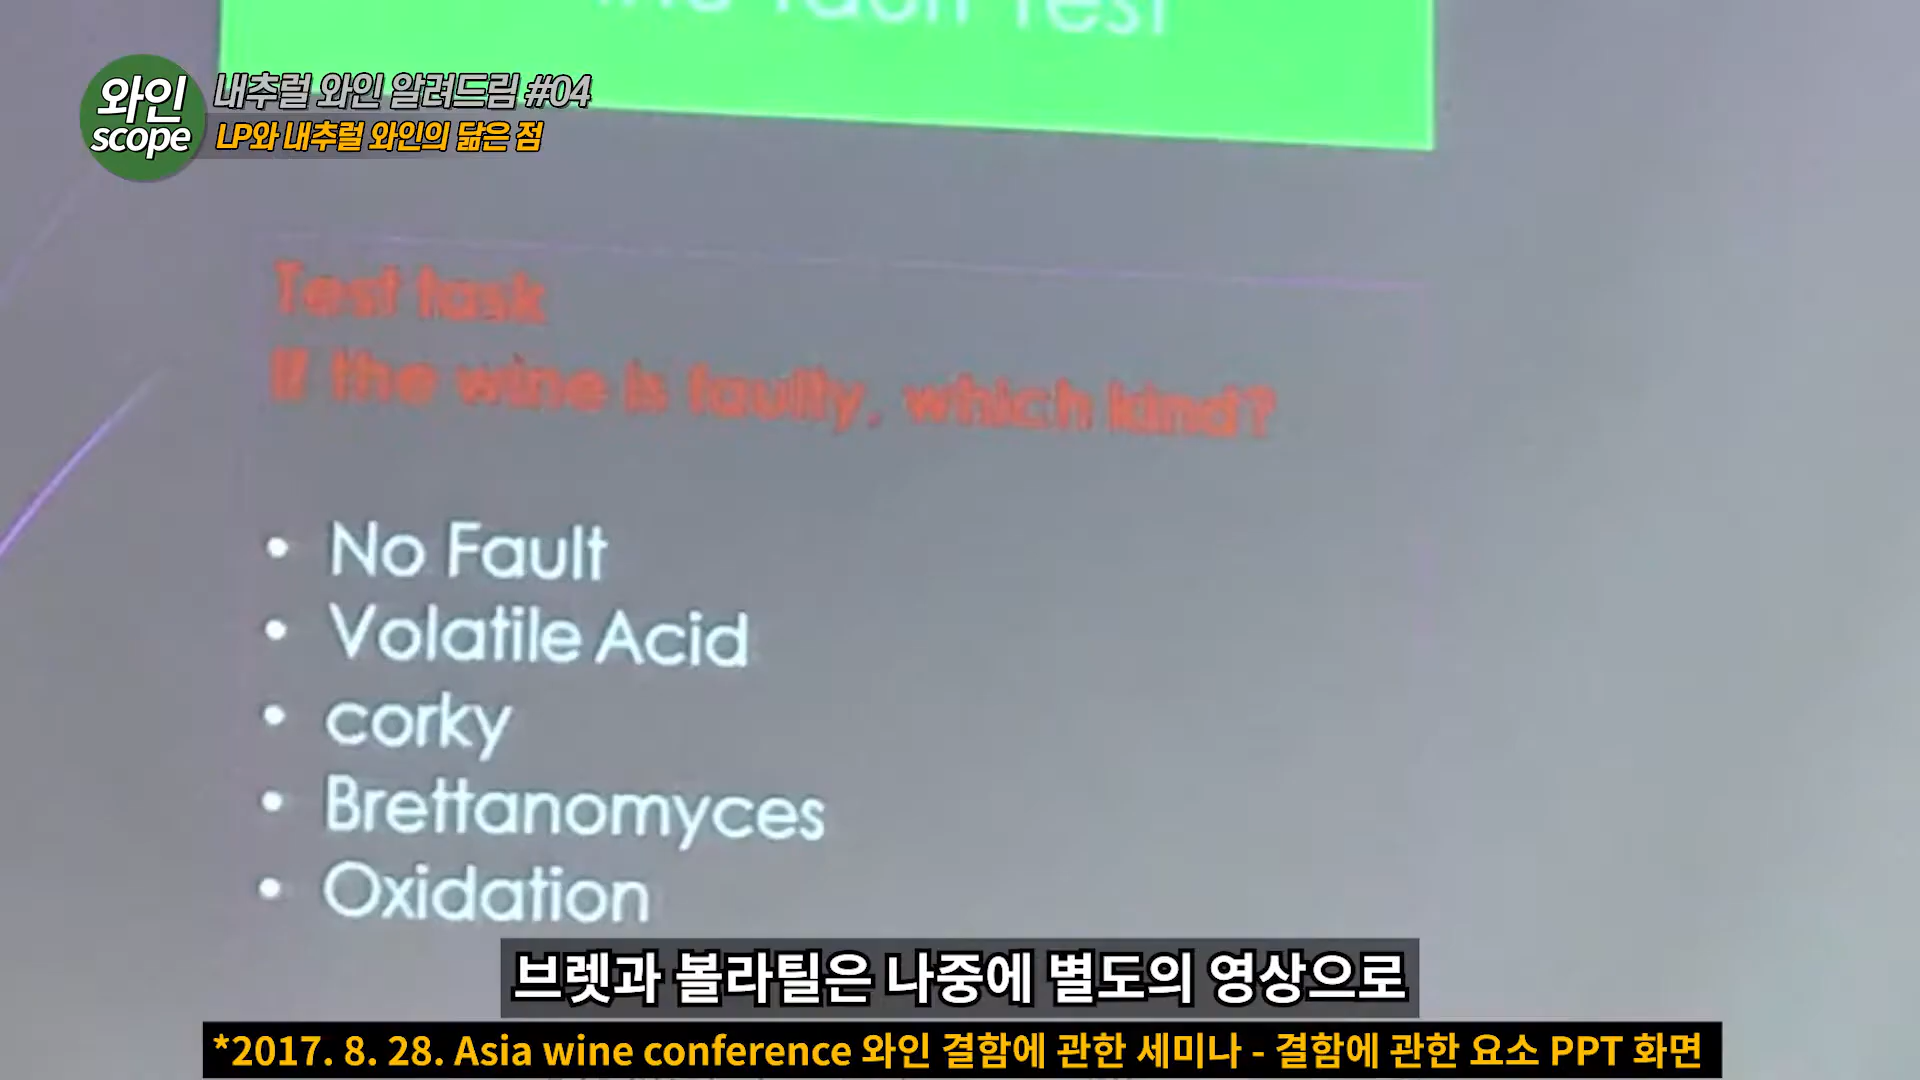 Test
와인
scope
내추럴 와인 알려드림 #04
LP와 내추럴 와인의 닮은 점
Test task
If the wine is faulty, which kind?
• No Fault
• Volatile Acid
• corky
• Brettanomyces
• Oxidation
브렛과 볼라틸은 나중에 별도의 영상으로
*2017. 8. 28. Asia wine conference 와인 결함에 관한 세미나 - 결함에 관한 요소 PPT 화면